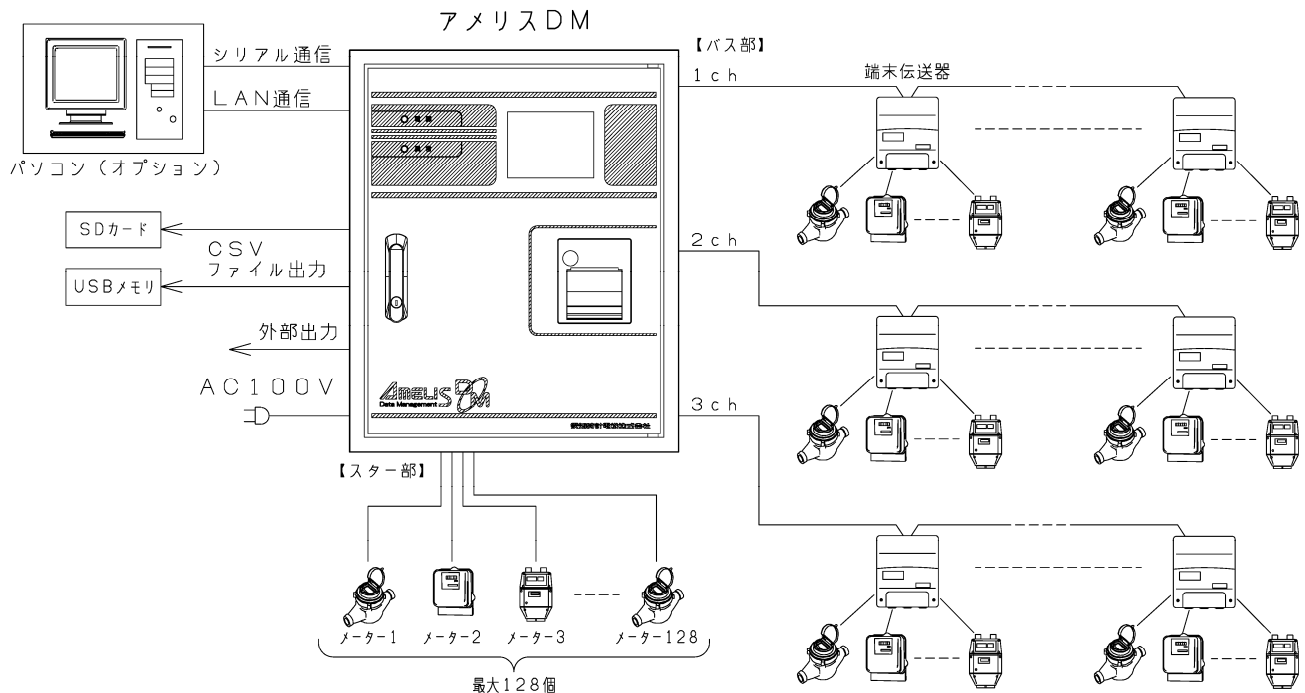 アメリスDM
シリアル通信
LAN通信
パソコン（オプション）
SDカード
CSV
ファイル出力
USBメモリ
外部出力
AC100V
AMELIS DM
Data Management
【スター部】
メーター1
メーター2
メーター3
メーター128
最大128個
【バス部】
1ch
端末伝送器
2ch
3ch